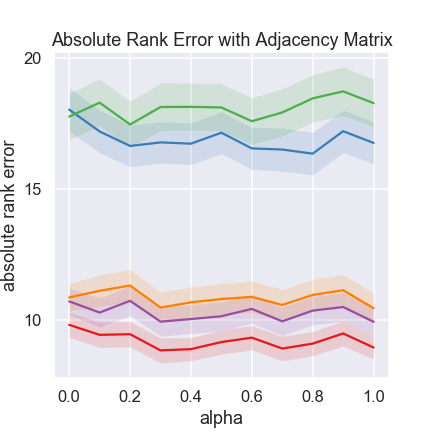 Absolute Rank Error with Adjacency Matrix
20
15
10
absolute rank error
0.0 0.2 0.4 0.6 0.8 1.0
alpha